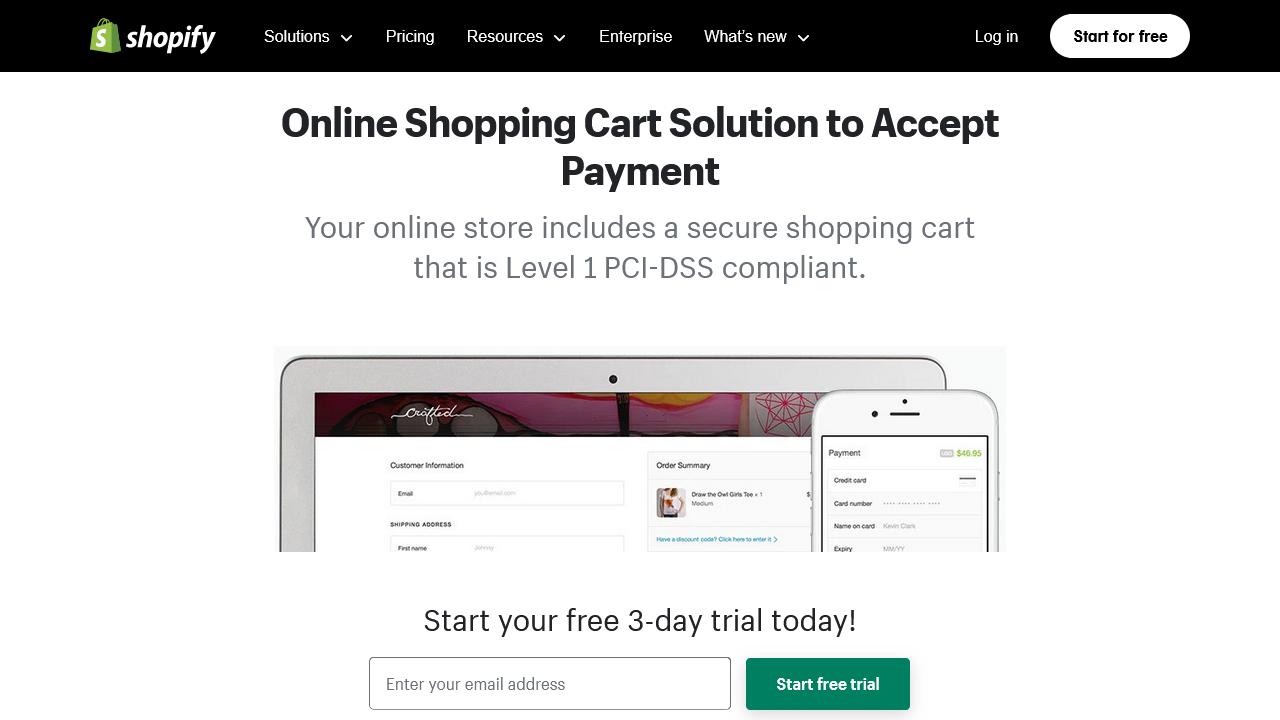 shopify
Solutions
Pricing
Resources
Enterprise
What's new
Log in
Start for free
Online Shopping Cart Solution to Accept
Payment
Your online store includes a secure shopping cart
that is Level 1 PCI-DSS compliant.
Crafted
Customer Information
Email you@email.com
SHIPPING ADDRESS
First name Johnny
Order Summary
Draw the Owl Girls Tee × 1 $
Medium
Have a discount code? Click here to enter it
Payment USD $46.95
Credit card
Card number
Name on card Kevin Clark
Expiry MM/YY
Start your free 3-day trial today!
Enter your email address
Start free trial